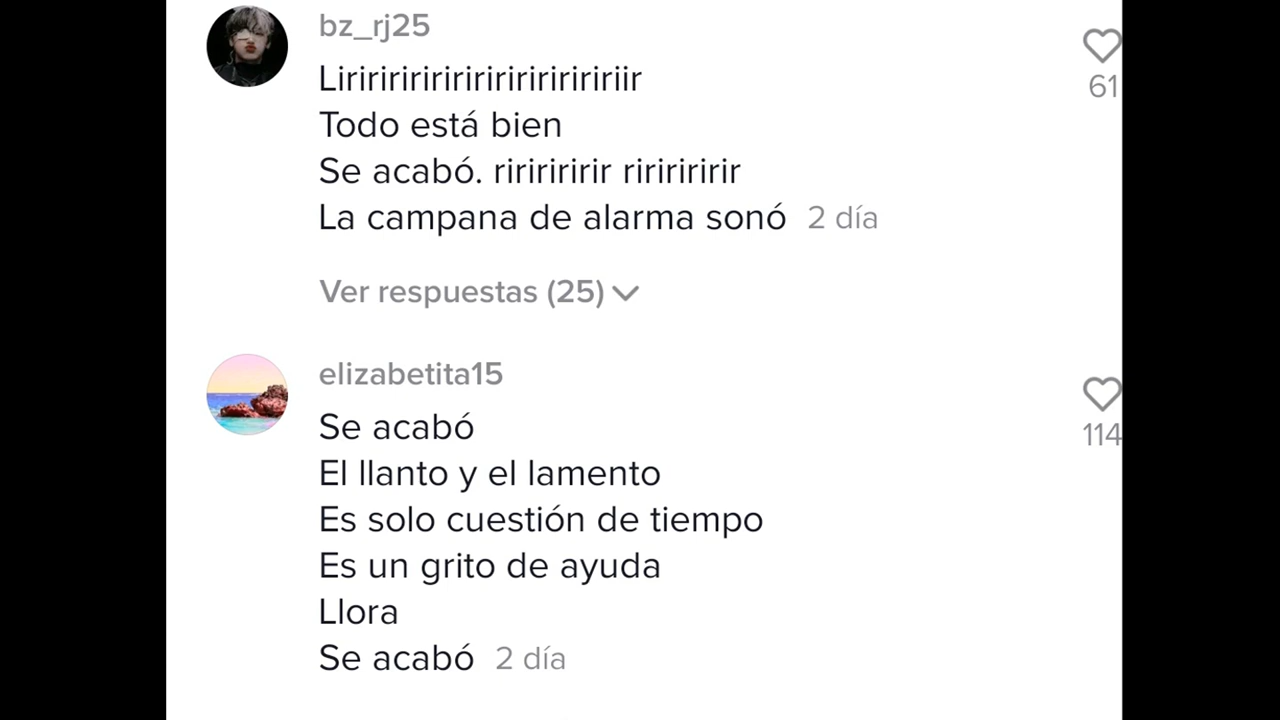 bz_rj25
Liriririririririririririririiir
Todo está bien
Se acabó. riririririr riririririr
La campana de alarma sonó 2 día
61
Ver respuestas (25)
elizabetita15
Se acabó
El llanto y el lamento
Es solo cuestión de tiempo
Es un grito de ayuda
Llora
Se acabó 2 día
114